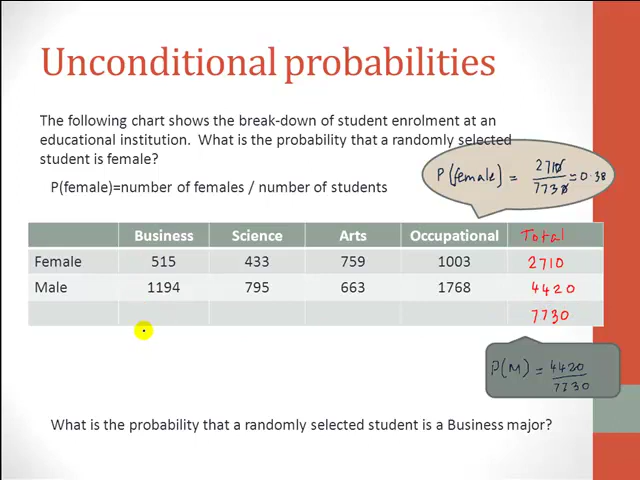 Unconditional probabilities
The following chart shows the break-down of student enrolment at an
educational institution. What is the probability that a randomly selected
student is female?
P(female)=number of females / number of students
P(female) = 2710/7730 = 0.38
Business Science Arts Occupational Total
Female 515 433 759 1003 2710
Male 1194 795 663 1768 4420
7730
P(M) = 4420/7730
What is the probability that a randomly selected student is a Business major?